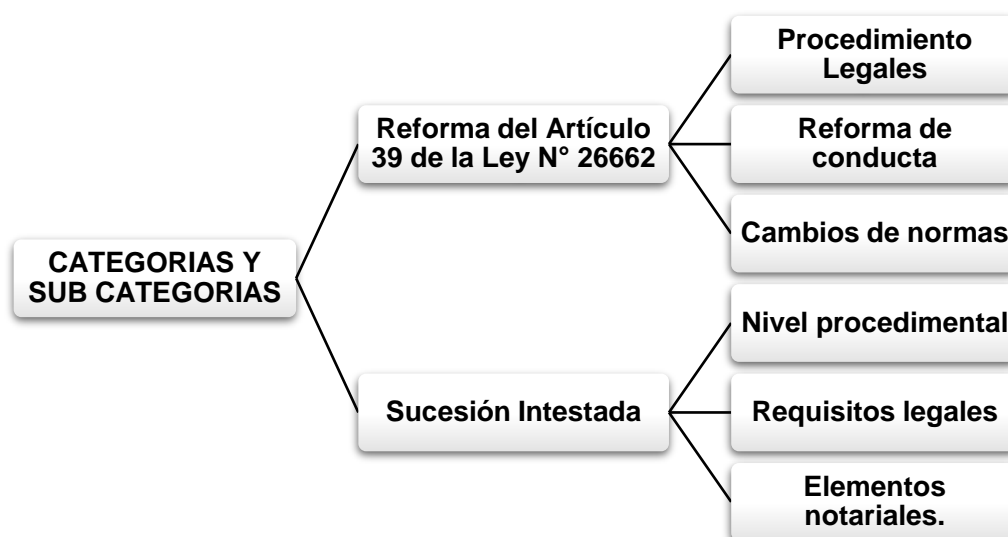 CATEGORIAS Y
SUB CATEGORIAS
Reforma del Artículo
39 de la Ley N° 26662
Procedimiento
Legales
Reforma de
conducta
Cambios de normas
Sucesión Intestada
Nivel procedimental
Requisitos legales
Elementos
notariales.